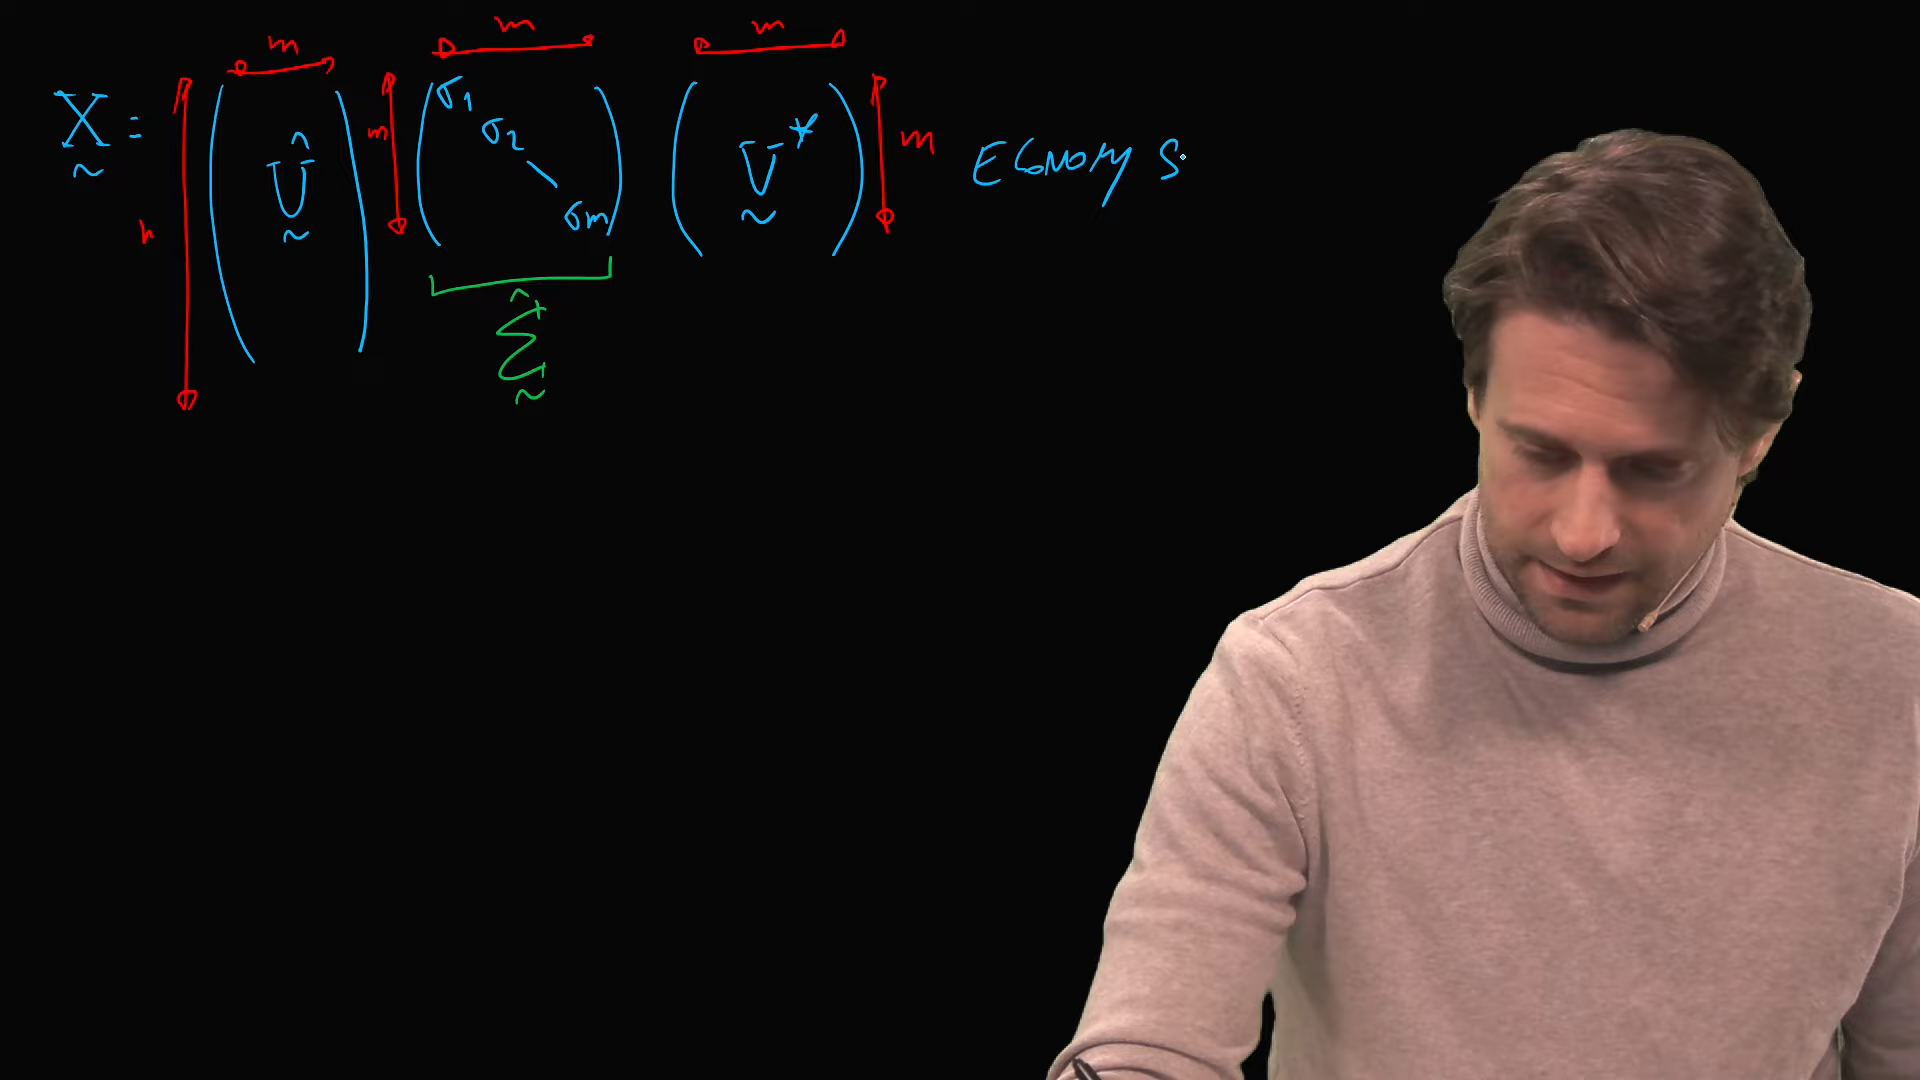 m m m
X = n ( Û ) m ( σ1 σ2 σm ) ( V* ) m Economy S
Σ̂